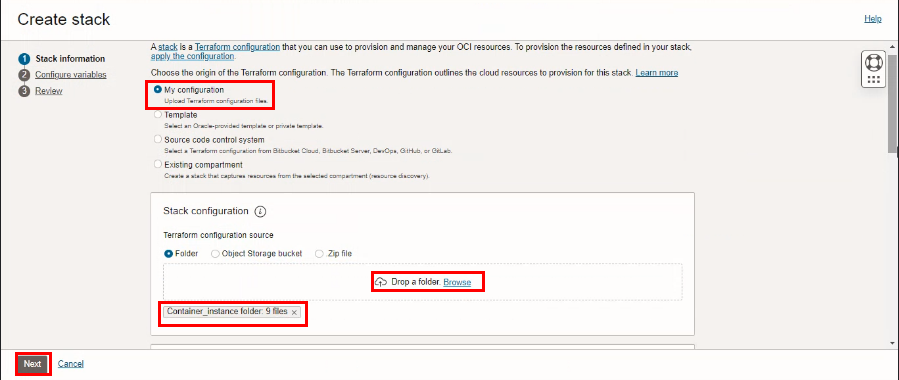 Create stack
Help
1 Stack information
2 Configure variables
3 Review
A stack is a Terraform configuration that you can use to provision and manage your OCI resources. To provision the resources defined in your stack,
apply the configuration.
Choose the origin of the Terraform configuration. The Terraform configuration outlines the cloud resources to provision for this stack. Learn more
My configuration
Upload Terraform configuration files.
Template
Select an Oracle-provided template or private template.
Source code control system
Select a Terraform configuration from Bitbucket Cloud, Bitbucket Server, DevOps, GitHub, or GitLab.
Existing compartment
Create a stack that captures resources from the selected compartment (resource discovery).
Stack configuration i
Terraform configuration source
Folder Object Storage bucket .Zip file
Drop a folder. Browse
Container_instance folder: 9 files ×
Next Cancel